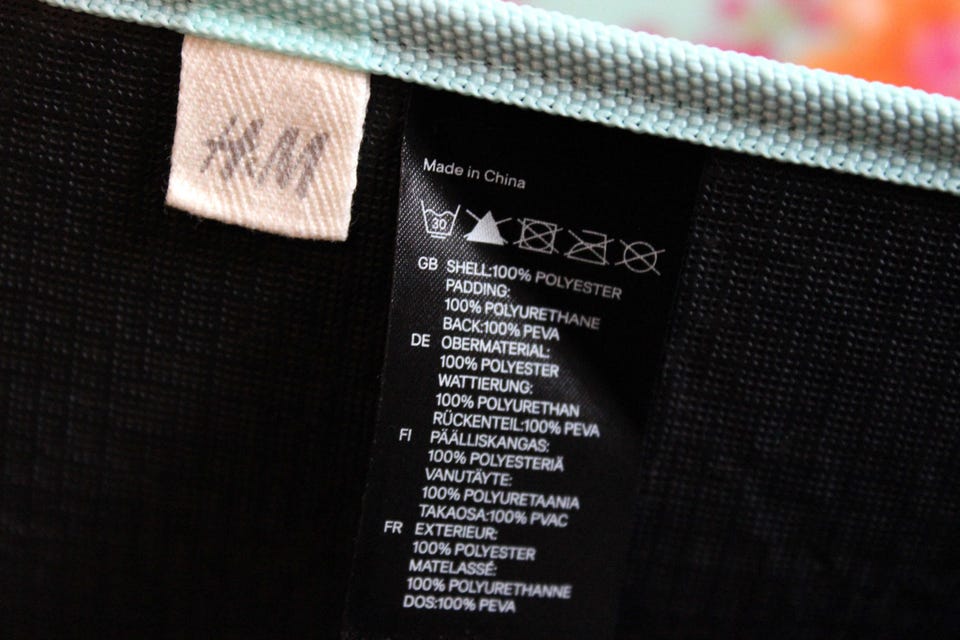 H&M
Made in China
30
GB SHELL:100% POLYESTER
PADDING:
100% POLYURETHANE
BACK:100% PEVA
DE OBERMATERIAL:
100% POLYESTER
WATTIERUNG:
100% POLYURETHAN
RÜCKENTEIL:100% PEVA
FI PÄÄLLISKANGAS:
100% POLYESTERIÄ
VANUTÄYTE:
100% POLYURETAANIA
TAKAOSA:100% PVAC
FR EXTERIEUR:
100% POLYESTER
MATELASSÉ:
100% POLYURETHANNE
DOS:100% PEVA